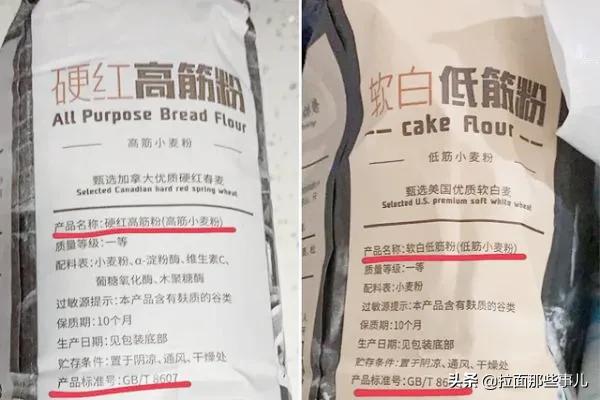 硬红高筋粉
All Purpose Bread Flour
高筋小麦粉
甄选加拿大优质硬红春麦
Selected Canadian hard red spring wheat
产品名称:硬红高筋粉(高筋小麦粉)
质量等级:一等
配料表:小麦粉、α-淀粉酶、维生素C、
葡糖氧化酶、木聚糖酶
过敏源提示:本产品含有麸质的谷类
保质期:10个月
生产日期:见包装底部
贮存条件:置于阴凉、通风、干燥处
产品标准号:GB/T 8607
软白低筋粉
cake flour
低筋小麦粉
甄选美国优质软白麦
Selected U.S. premium soft white wheat
产品名称:软白低筋粉(低筋小麦粉)
质量等级:一等
配料表:小麦粉
过敏源提示:本产品含有麸质的谷类
保质期:10个月
生产日期:见包装底部
贮存条件:置于阴凉、通风、干燥处
产品标准号:GB/T 860
头条 @拉面那些事儿